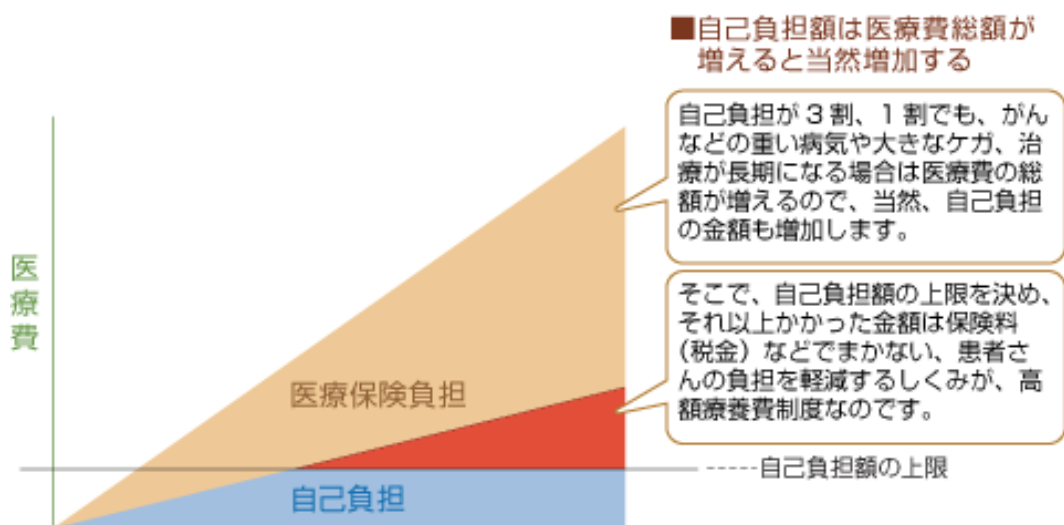 ■自己負担額は医療費総額が
増えると当然増加する
自己負担が3割、1割でも、がん
などの重い病気や大きなケガ、治
療が長期になる場合は医療費の総
額が増えるので、当然、自己負担
の金額も増加します。
そこで、自己負担額の上限を決め、
それ以上かかった金額は保険料
(税金)などでまかない、患者さ
んの負担を軽減するしくみが、高
額療養費制度なのです。
医療費
医療保険負担
自己負担額の上限
自己負担